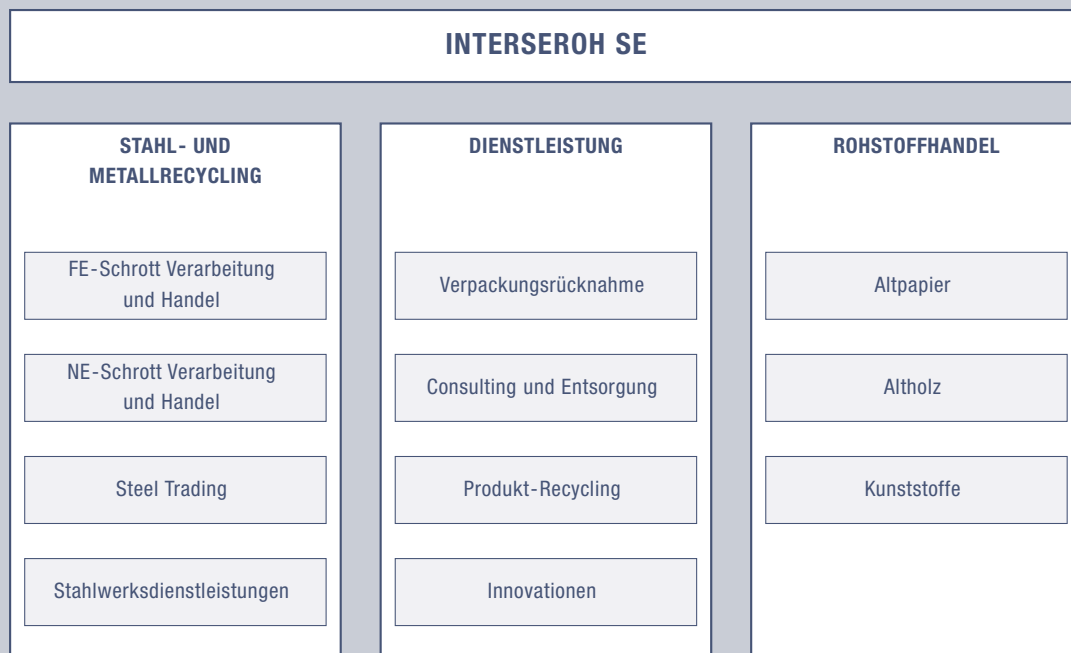 INTERSEROH SE
STAHL- UND
METALLRECYCLING
FE-Schrott Verarbeitung
und Handel
NE-Schrott Verarbeitung
und Handel
Steel Trading
Stahlwerksdienstleistungen
DIENSTLEISTUNG
Verpackungsrücknahme
Consulting und Entsorgung
Produkt-Recycling
Innovationen
ROHSTOFFHANDEL
Altpapier
Altholz
Kunststoffe